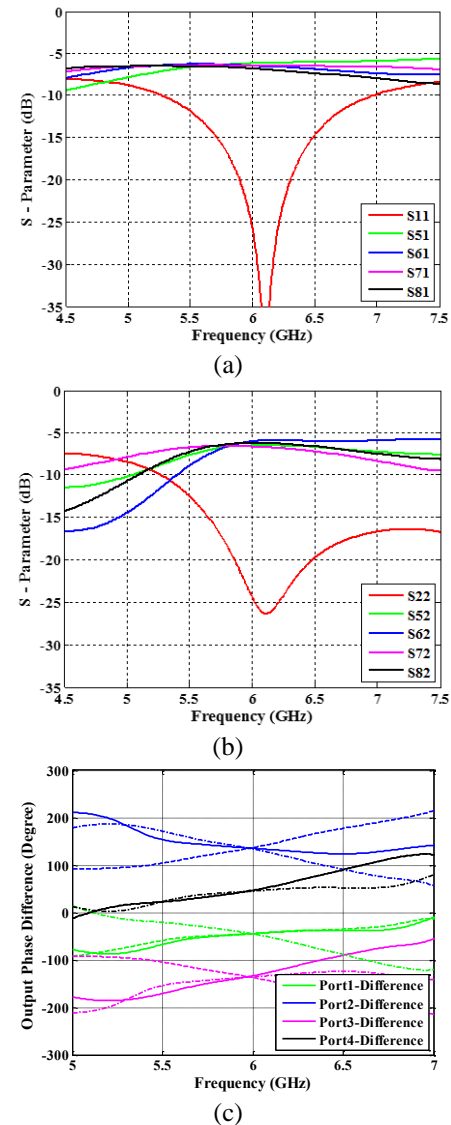 0
-5
-10
-15
-20
-25
-30
-35
S - Parameter (dB)
S11
S51
S61
S71
S81
4.5 5 5.5 6 6.5 7 7.5
Frequency (GHz)
(a)
0
-5
-10
-15
-20
-25
-30
-35
S - Parameter (dB)
S22
S52
S62
S72
S82
4.5 5 5.5 6 6.5 7 7.5
Frequency (GHz)
(b)
300
200
100
0
-100
-200
-300
Output Phase Difference (Degree)
Port1-Difference
Port2-Difference
Port3-Difference
Port4-Difference
5 5.5 6 6.5 7
Frequency (GHz)
(c)